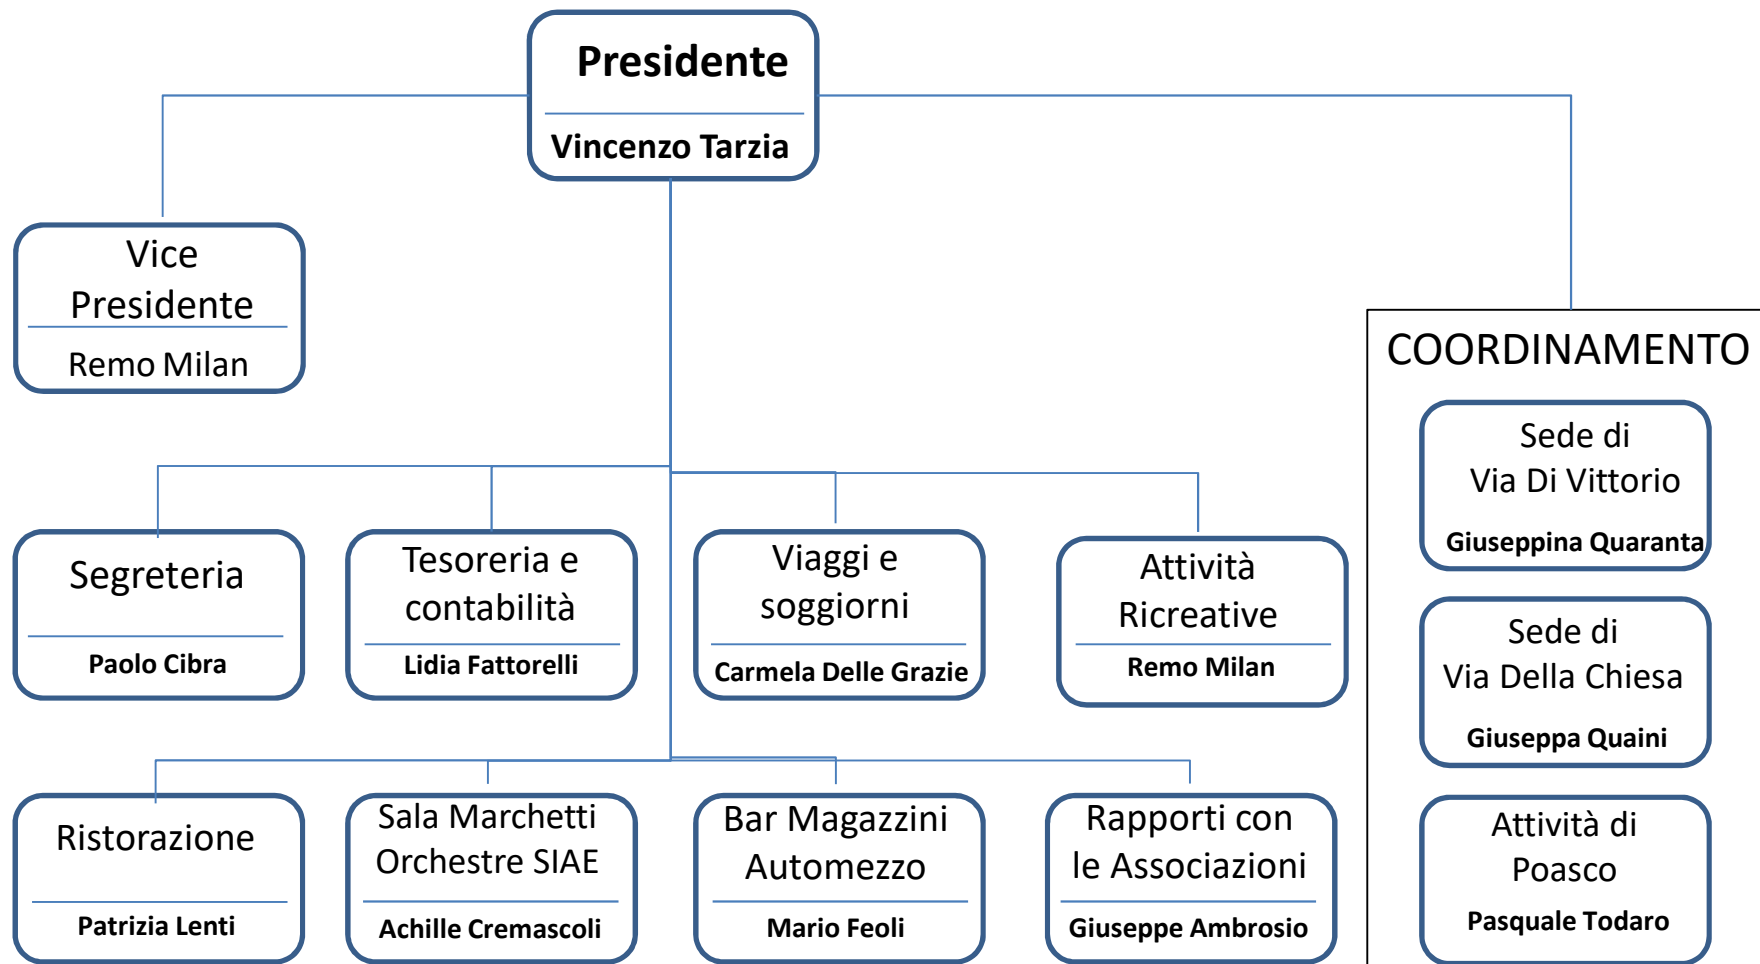 Presidente
Vincenzo Tarzia
Vice
Presidente
Remo Milan
COORDINAMENTO
Sede di
Via Di Vittorio
Giuseppina Quaranta
Sede di
Via Della Chiesa
Giuseppa Quaini
Attività di
Poasco
Pasquale Todaro
Segreteria
Paolo Cibra
Tesoreria e
contabilità
Lidia Fattorelli
Viaggi e
soggiorni
Carmela Delle Grazie
Attività
Ricreative
Remo Milan
Ristorazione
Patrizia Lenti
Sala Marchetti
Orchestre SIAE
Achille Cremascoli
Bar Magazzini
Automezzo
Mario Feoli
Rapporti con
le Associazioni
Giuseppe Ambrosio